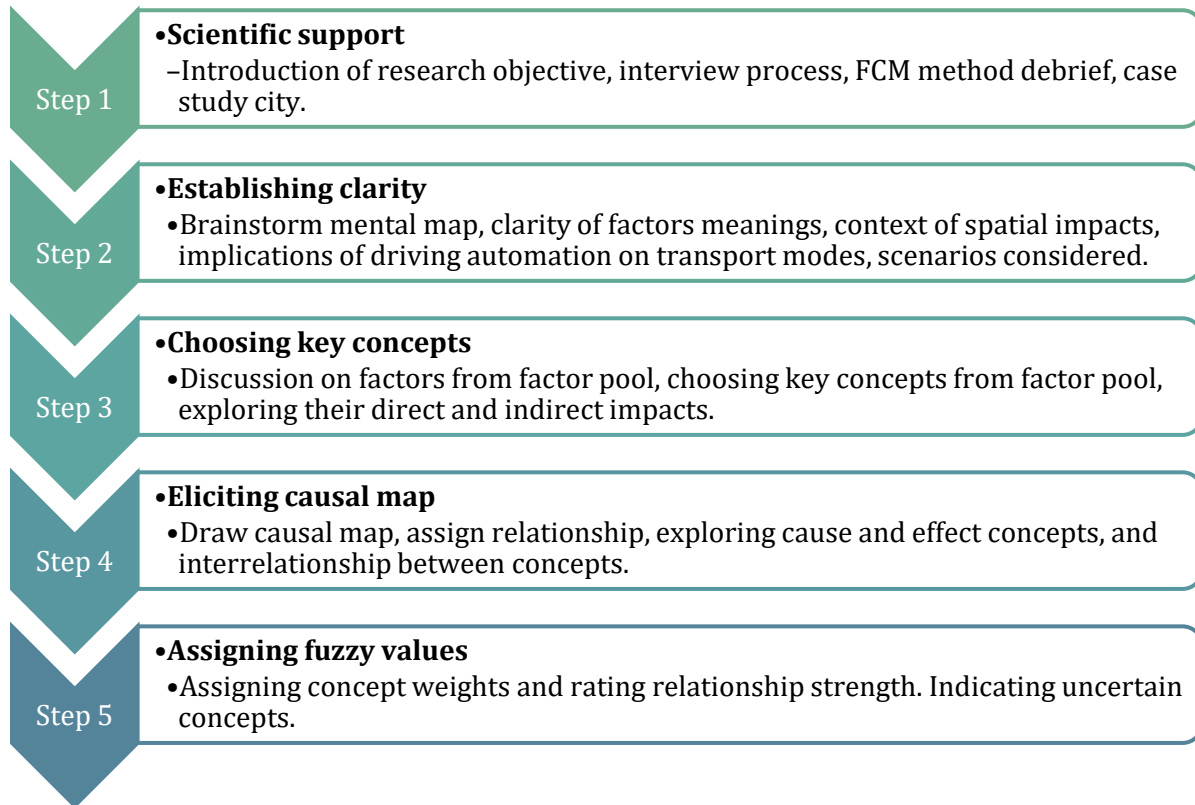 Step 1
•Scientific support
–Introduction of research objective, interview process, FCM method debrief, case
study city.
Step 2
•Establishing clarity
•Brainstorm mental map, clarity of factors meanings, context of spatial impacts,
implications of driving automation on transport modes, scenarios considered.
Step 3
•Choosing key concepts
•Discussion on factors from factor pool, choosing key concepts from factor pool,
exploring their direct and indirect impacts.
Step 4
•Eliciting causal map
•Draw causal map, assign relationship, exploring cause and effect concepts, and
interrelationship between concepts.
Step 5
•Assigning fuzzy values
•Assigning concept weights and rating relationship strength. Indicating uncertain
concepts.